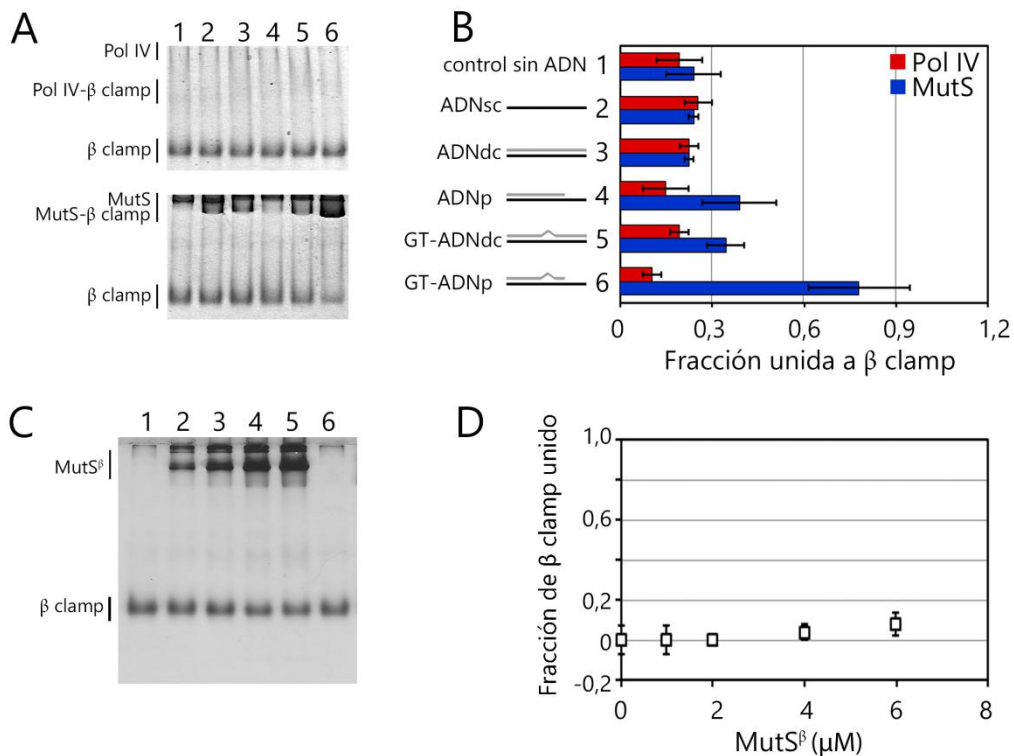 A
1 2 3 4 5 6
Pol IV
Pol IV-β clamp
β clamp
MutS
MutS-β clamp
β clamp
B
control sin ADN 1
ADNsc 2
ADNdc 3
ADNp 4
GT-ADNdc 5
GT-ADNp 6
Pol IV
MutS
0 0,3 0,6 0,9 1,2
Fracción unida a β clamp
C
1 2 3 4 5 6
MutSᵝ
β clamp
D
Fracción de β clamp unido
1,0
0,6
0,2
0
-0,2
0 2 4 6 8
MutSᵝ (μM)